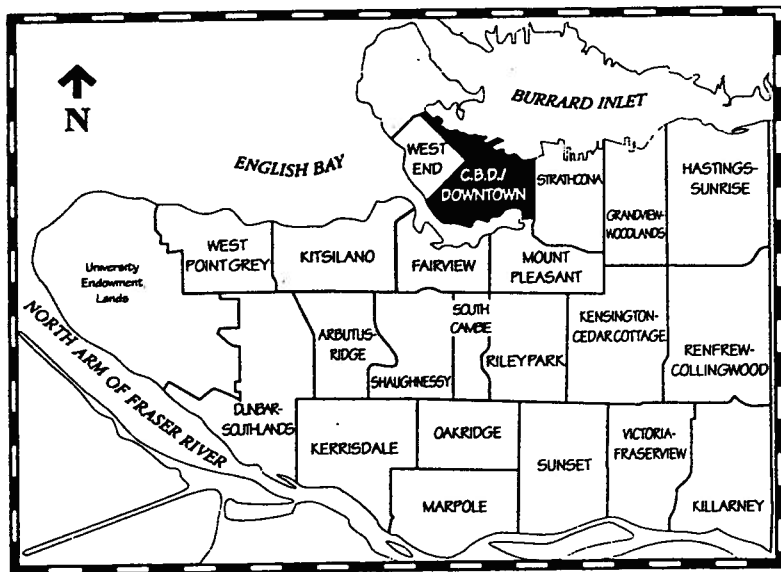 N
ENGLISH BAY
BURRARD INLET
WEST
END
C.B.D./
DOWNTOWN
STRATHCONA
GRANDVIEW-
WOODLANDS
HASTINGS-
SUNRISE
University
Endowment
Lands
WEST
POINT GREY
KITSILANO
FAIRVIEW
MOUNT
PLEASANT
NORTH ARM OF FRASER RIVER
DUNBAR-
SOUTHLANDS
ARBUTUS-
RIDGE
SHAUGHNESSY
SOUTH
CAMBIE
RILEY PARK
KENSINGTON-
CEDAR COTTAGE
RENFREW-
COLLINGWOOD
KERRISDALE
OAKRIDGE
MARPOLE
SUNSET
VICTORIA-
FRASERVIEW
KILLARNEY